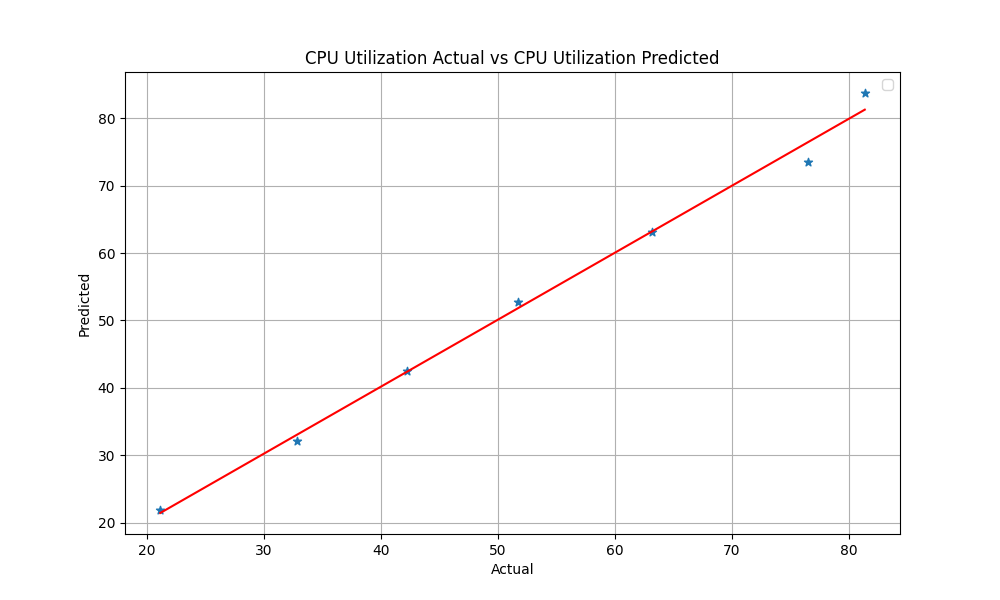 CPU Utilization Actual vs CPU Utilization Predicted
80
70
60
50
40
30
20
Predicted
20 30 40 50 60 70 80
Actual